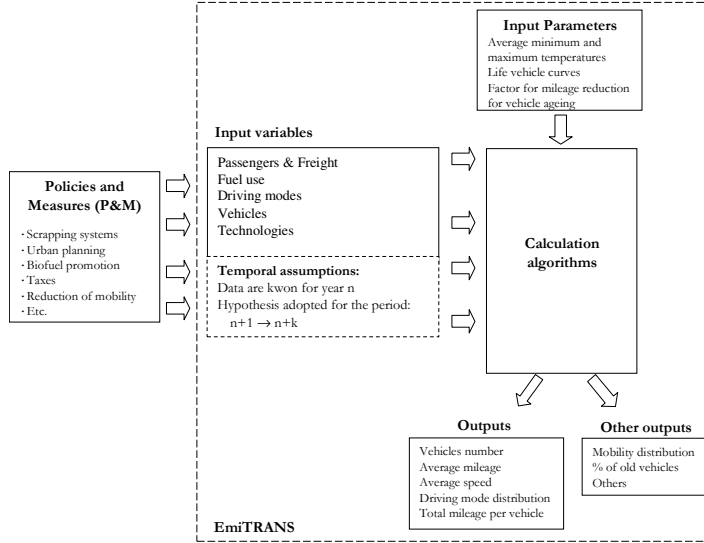 Input Parameters
Average minimum and
maximum temperatures
Life vehicle curves
Factor for mileage reduction
for vehicle ageing
Input variables
Passengers & Freight
Fuel use
Driving modes
Vehicles
Technologies
Temporal assumptions:
Data are kwon for year n
Hypothesis adopted for the period:
n+1 → n+k
Policies and
Measures (P&M)
· Scrapping systems
· Urban planning
· Biofuel promotion
· Taxes
· Reduction of mobility
· Etc.
Calculation
algorithms
Outputs
Vehicles number
Average mileage
Average speed
Driving mode distribution
Total mileage per vehicle
Other outputs
Mobility distribution
% of old vehicles
Others
EmiTRANS